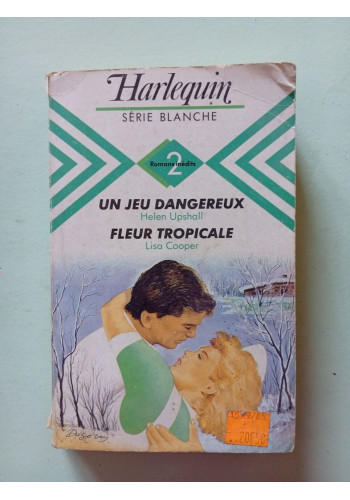 Harlequin
SÉRIE BLANCHE
2
Romans inédits
UN JEU DANGEREUX
Helen Upshall
FLEUR TROPICALE
Lisa Cooper